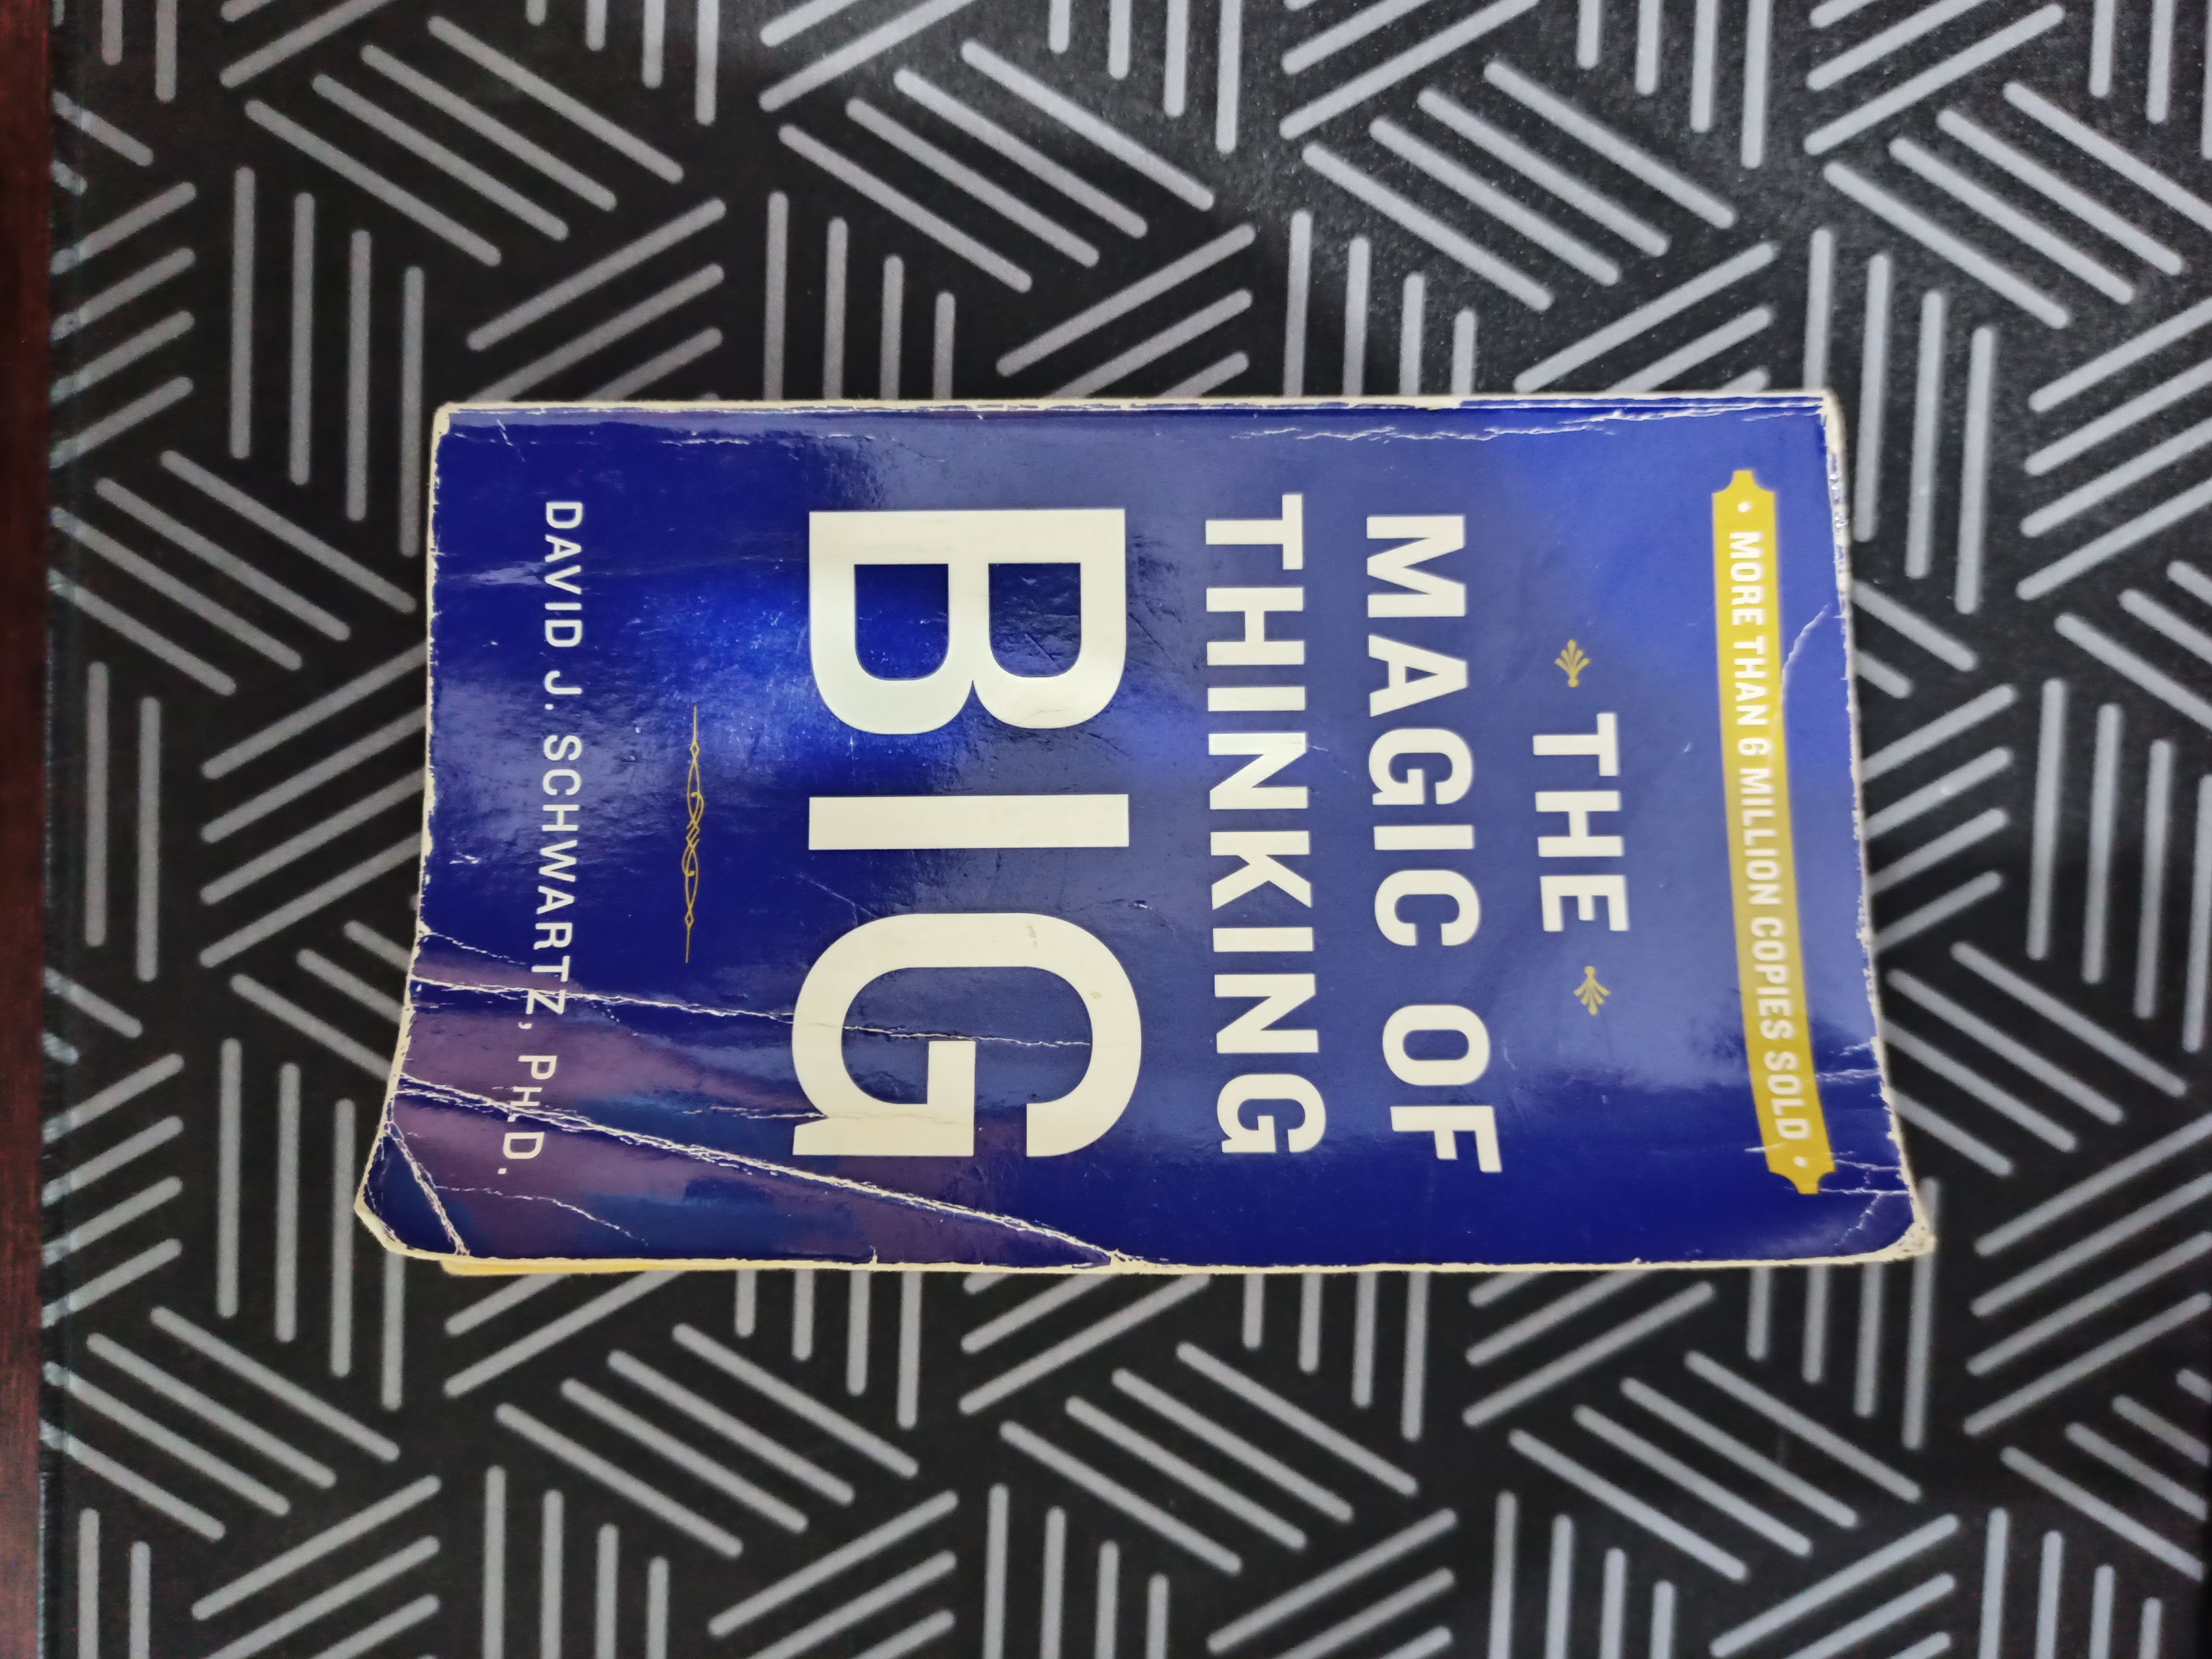 • MORE THAN 6 MILLION COPIES SOLD •
THE
MAGIC OF
THINKING
BIG
DAVID J. SCHWARTZ, PH.D.